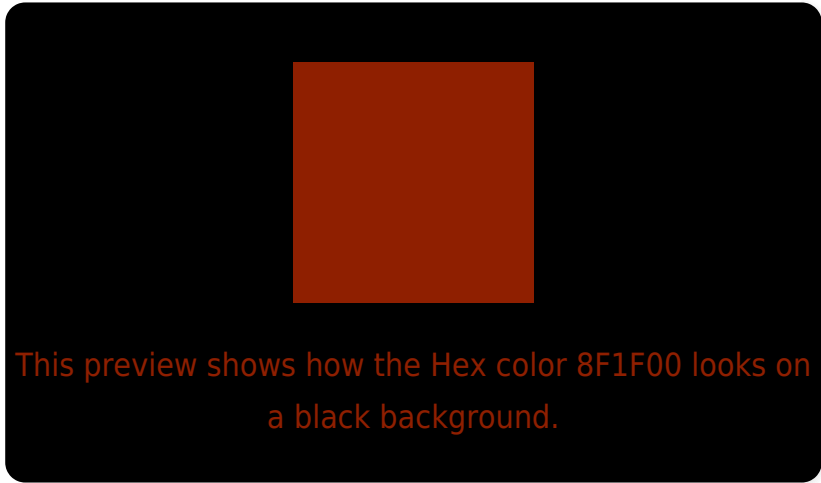 This preview shows how the Hex color 8F1F00 looks on
a black background.